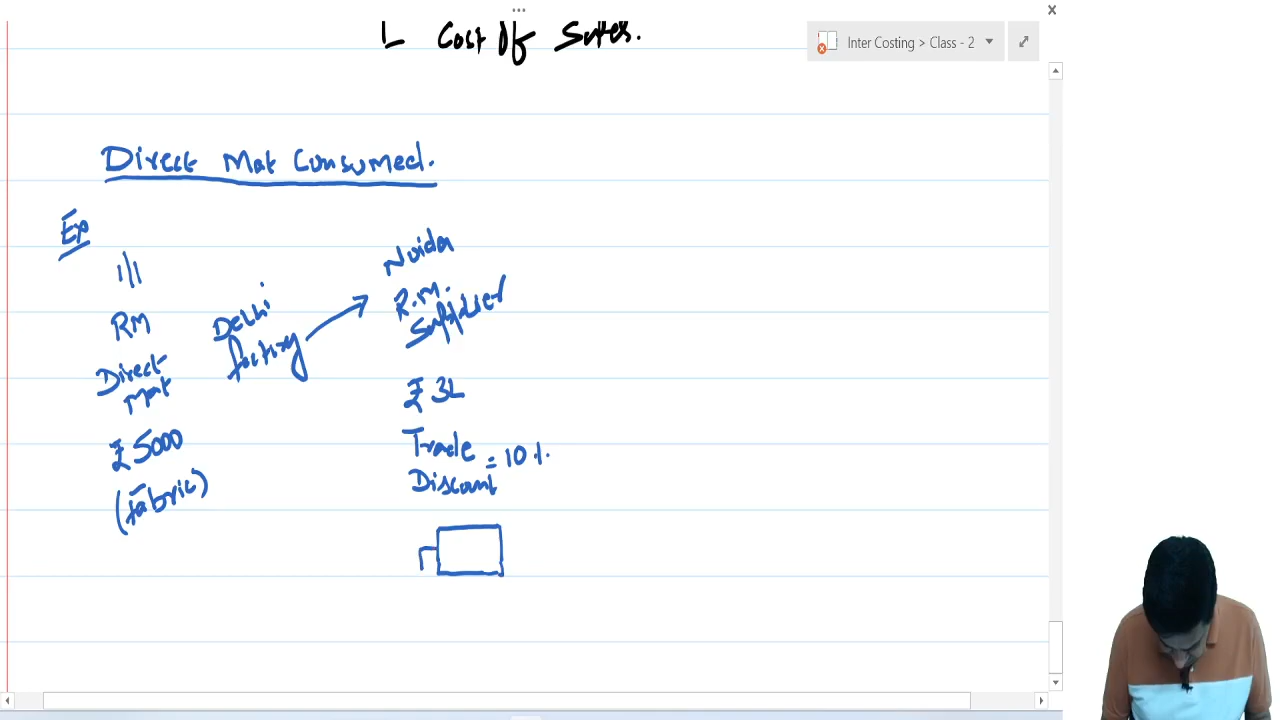 L Cost Of Sales.
Inter Costing > Class - 2
Direct Mat Consumed.
Ex
1/1
RM
Direct Mat
₹5000
(fabric)
Delhi
factory
Noida
R.M.
Supplier
₹ 3L
Trade
Discount = 10 %